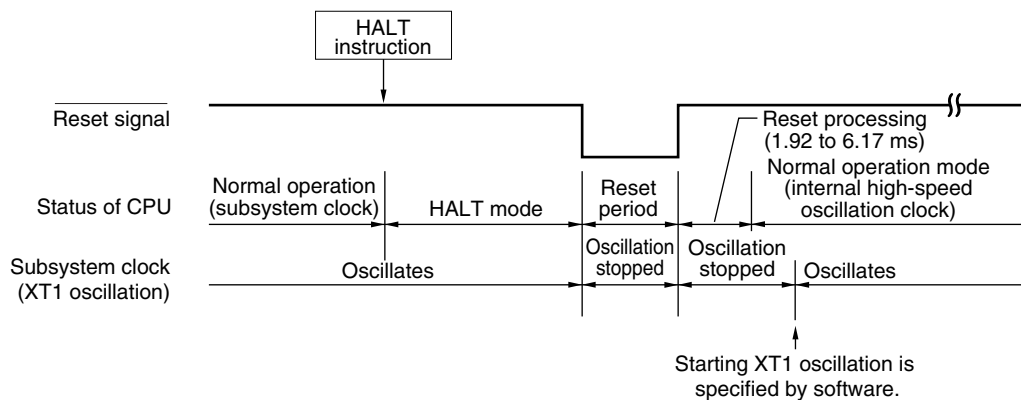 HALT
instruction
Reset signal
Reset processing
(1.92 to 6.17 ms)
Status of CPU
Normal operation
(subsystem clock)
HALT mode
Reset
period
Normal operation mode
(internal high-speed
oscillation clock)
Subsystem clock
(XT1 oscillation)
Oscillates
Oscillation
stopped
Oscillation
stopped
Oscillates
Starting XT1 oscillation is
specified by software.